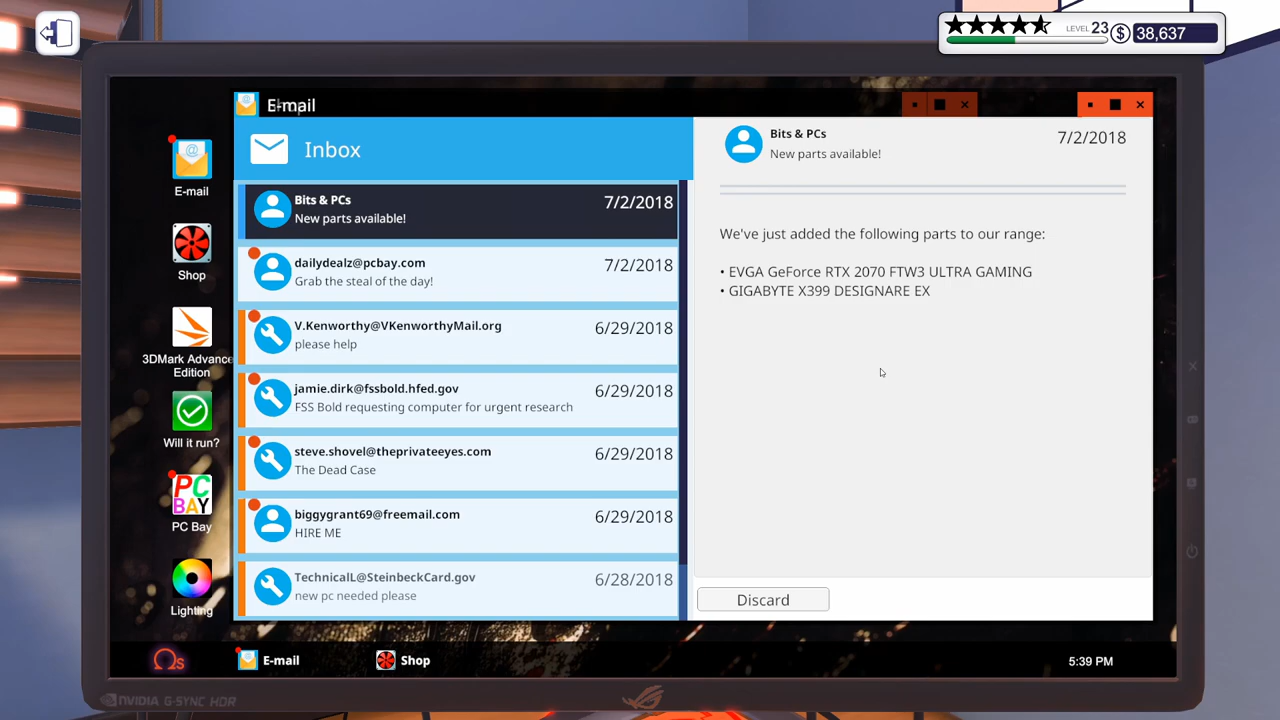 LEVEL 23
$ 38,637
E-mail
Inbox
Bits & PCs
7/2/2018
New parts available!
dailydealz@pcbay.com
7/2/2018
Grab the steal of the day!
V.Kenworthy@VKenworthyMail.org
6/29/2018
please help
jamie.dirk@fssbold.hfed.gov
6/29/2018
FSS Bold requesting computer for urgent research
steve.shovel@theprivateeyes.com
6/29/2018
The Dead Case
biggygrant69@freemail.com
6/29/2018
HIRE ME
TechnicalL@SteinbeckCard.gov
6/28/2018
new pc needed please
Bits & PCs
7/2/2018
New parts available!
We've just added the following parts to our range:
• EVGA GeForce RTX 2070 FTW3 ULTRA GAMING
• GIGABYTE X399 DESIGNARE EX
Discard
E-mail
Shop
3DMark Advance
Edition
Will it run?
PC
BAY
PC Bay
Lighting
Ωs
E-mail
Shop
5:39 PM
NVIDIA G-SYNC HDR